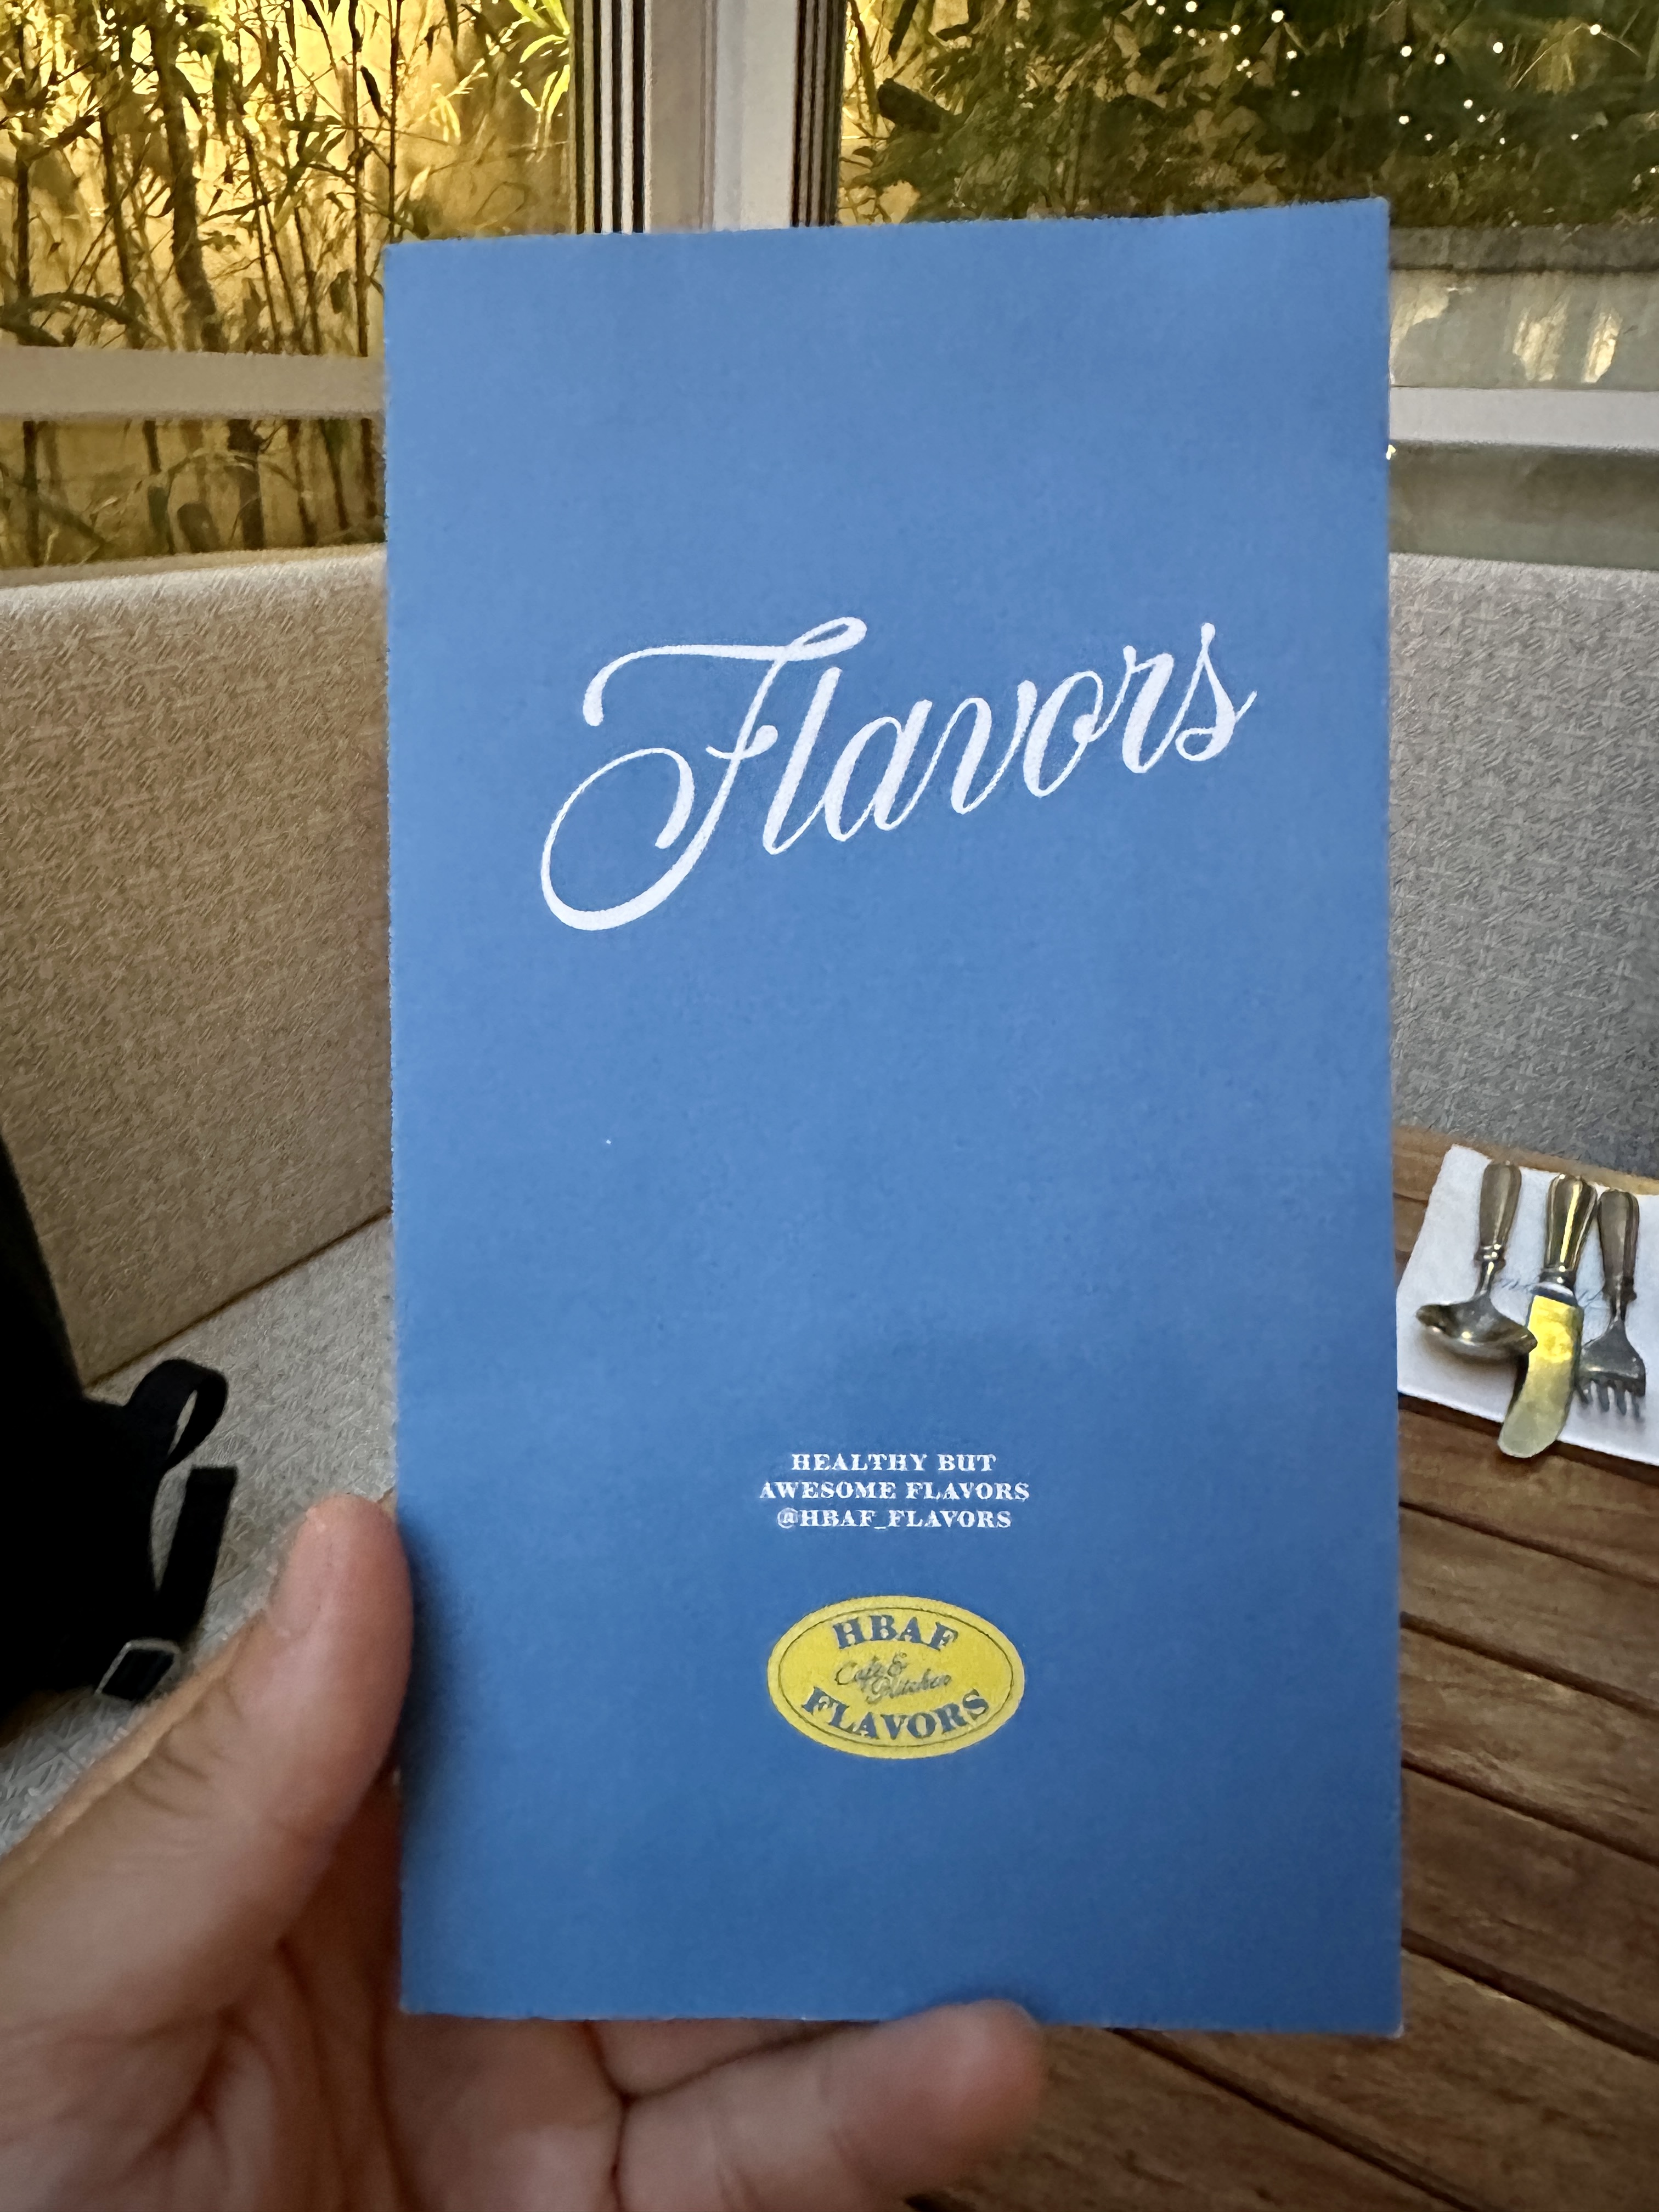 Flavors
HEALTHY BUT
AWESOME FLAVORS
@HBAF_FLAVORS
HBAF
Cafe &
Kitchen
FLAVORS